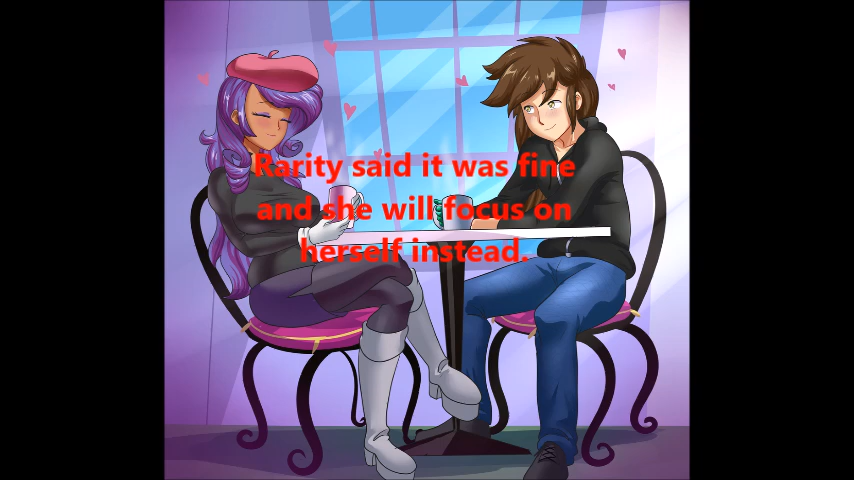 Rarity said it was fine
and she will focus on
herself instead.